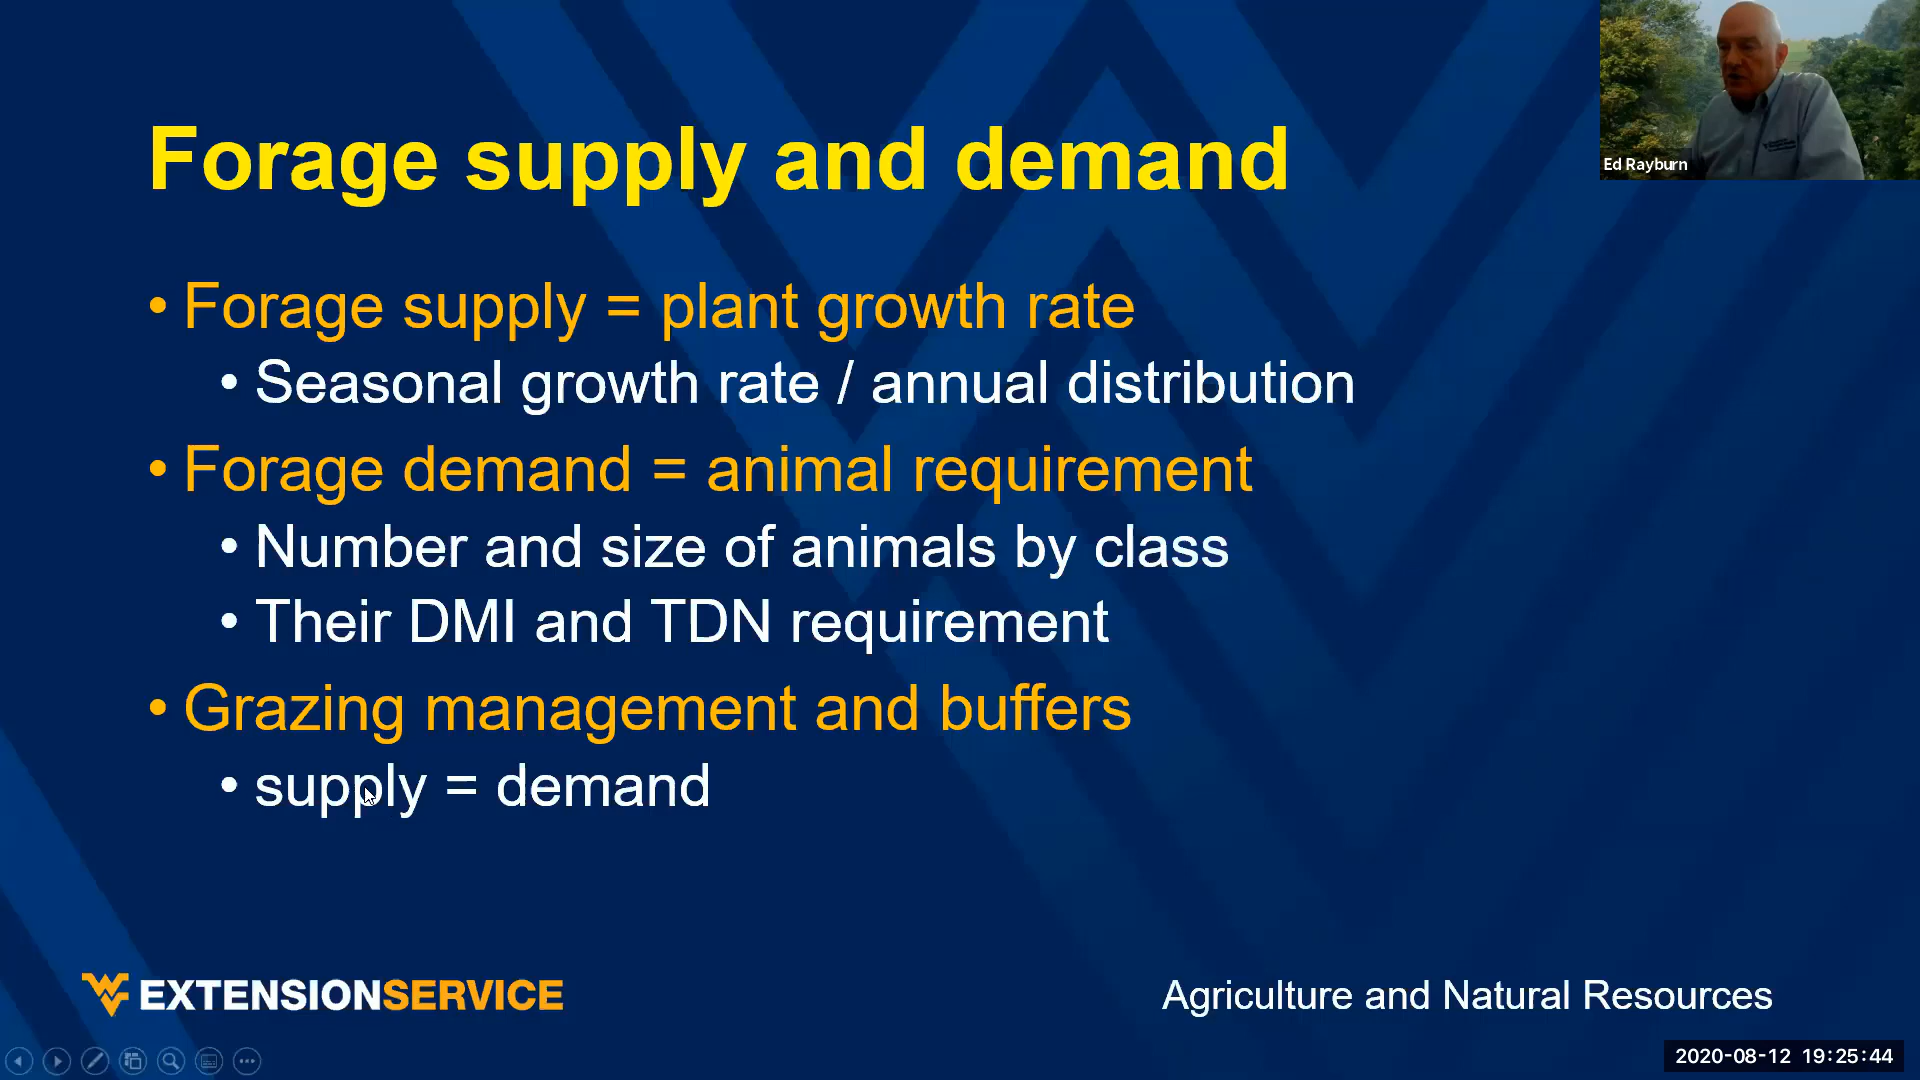 Forage supply and demand
• Forage supply = plant growth rate
• Seasonal growth rate / annual distribution
• Forage demand = animal requirement
• Number and size of animals by class
• Their DMI and TDN requirement
• Grazing management and buffers
• supply = demand
Ed Rayburn
EXTENSIONSERVICE
Agriculture and Natural Resources
2020-08-12 19:25:44